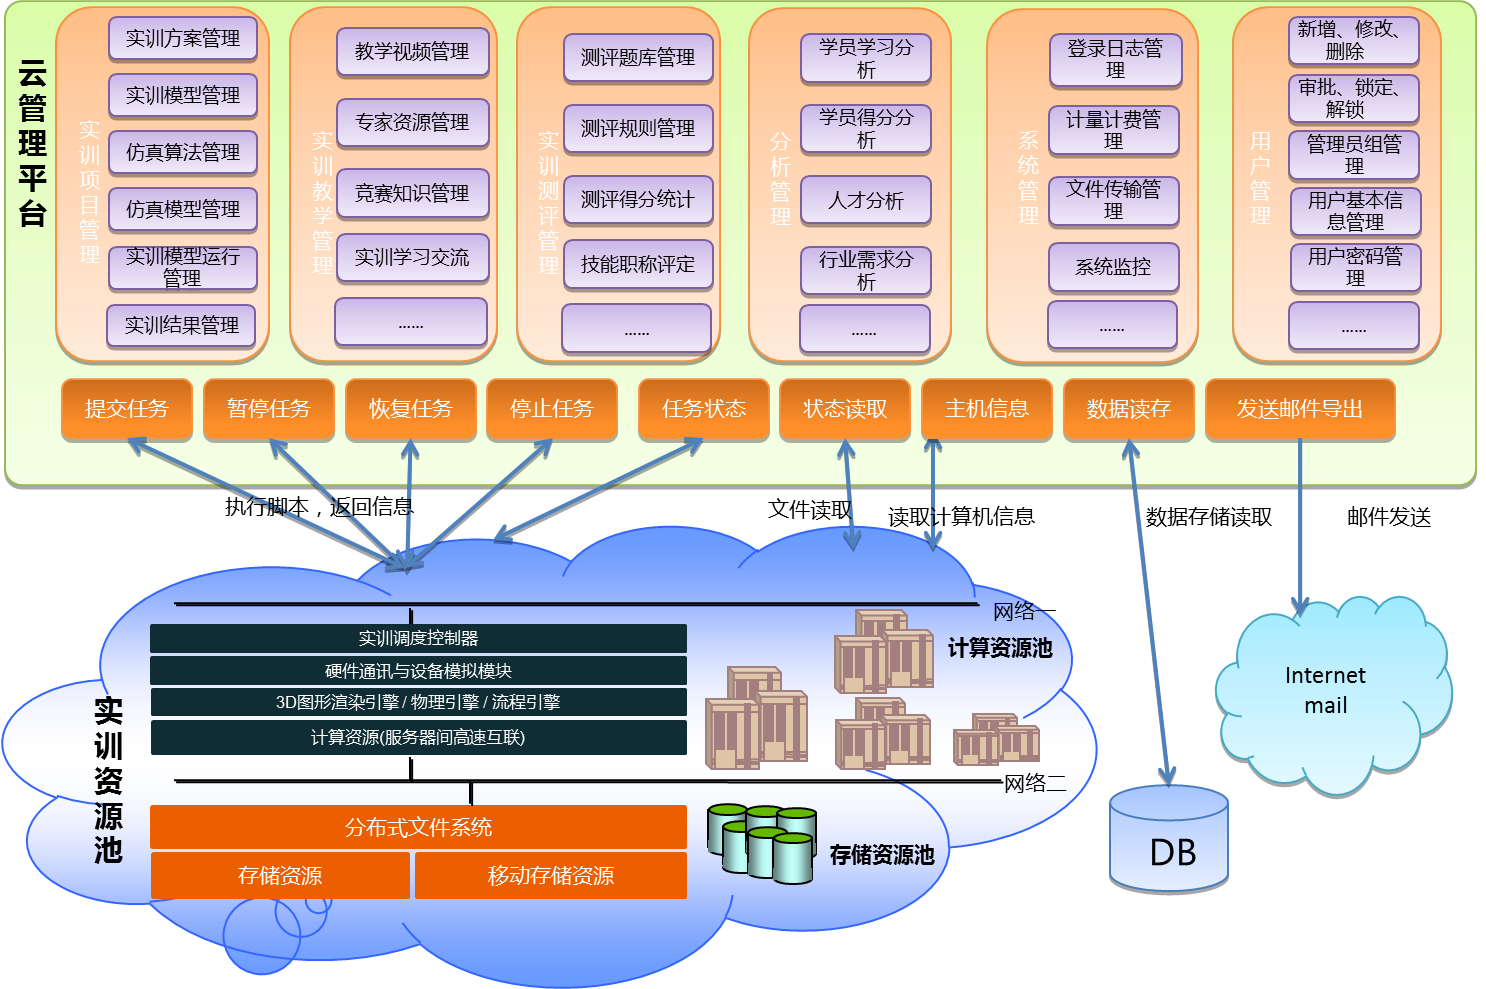 云管理平台
实训项目管理
实训方案管理
实训模型管理
仿真算法管理
仿真模型管理
实训模型运行
管理
实训结果管理
实训教学管理
教学视频管理
专家资源管理
竞赛知识管理
实训学习交流
......
实训测评管理
测评题库管理
测评规则管理
测评得分统计
技能职称评定
......
分析管理
学员学习分
析
学员得分分
析
人才分析
行业需求分
析
......
系统管理
登录日志管
理
计量计费管
理
文件传输管
理
系统监控
......
用户管理
新增、修改、
删除
审批、锁定、
解锁
管理员组管
理
用户基本信
息管理
用户密码管
理
......
提交任务
暂停任务
恢复任务
停止任务
任务状态
状态读取
主机信息
数据读存
发送邮件导出
执行脚本，返回信息
文件读取
读取计算机信息
数据存储读取
邮件发送
实训资源池
网络一
实训调度控制器
硬件通讯与设备模拟模块
3D图形渲染引擎 / 物理引擎 / 流程引擎
计算资源(服务器间高速互联)
计算资源池
网络二
分布式文件系统
存储资源
移动存储资源
存储资源池
Internet
mail
DB